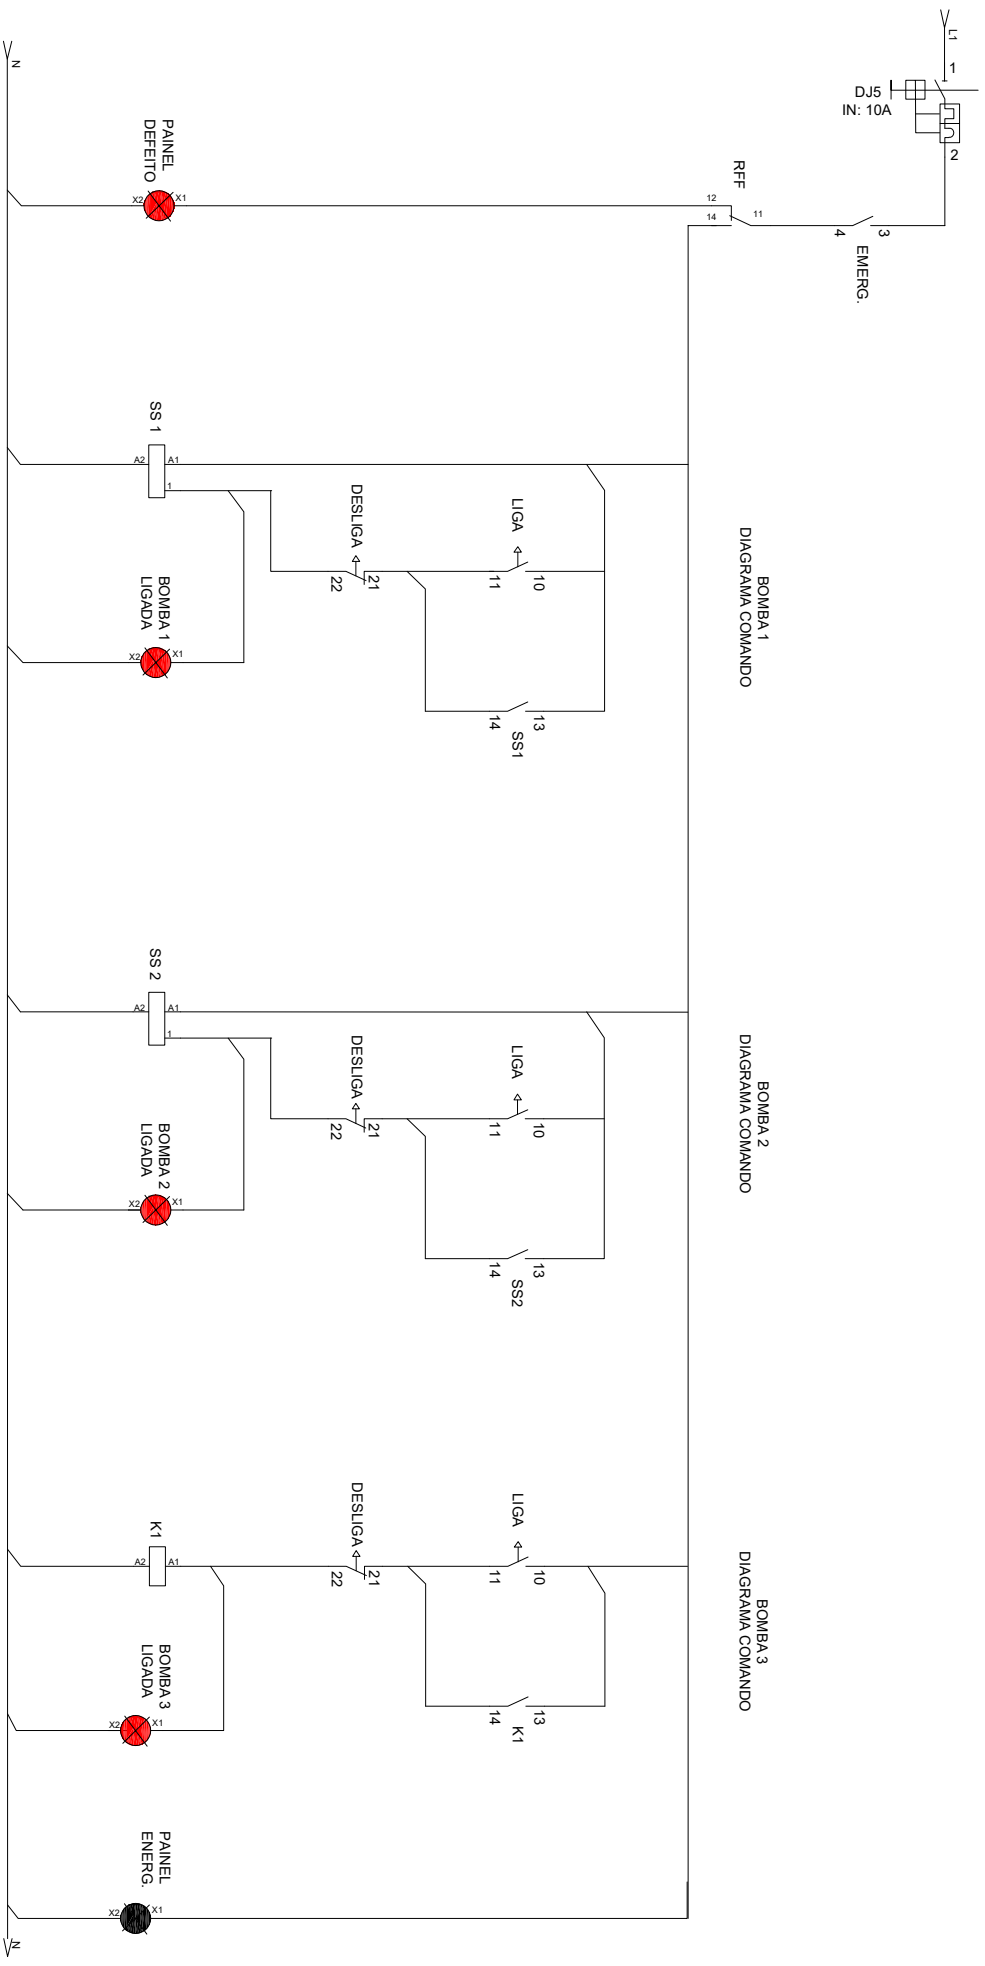 L1
1
DJ5
IN: 10A
2
3
4
EMERG.
RFF
11
12
14
N
PAINEL
DEFEITO
X1
X2
BOMBA 1
DIAGRAMA COMANDO
LIGA
10
11
13
14
SS1
DESLIGA
21
22
SS 1
A1
A2
1
BOMBA 1
LIGADA
X1
X2
BOMBA 2
DIAGRAMA COMANDO
LIGA
10
11
13
14
SS2
DESLIGA
21
22
SS 2
A1
A2
1
BOMBA 2
LIGADA
X1
X2
BOMBA 3
DIAGRAMA COMANDO
LIGA
10
11
13
14
K1
DESLIGA
21
22
K1
A1
A2
BOMBA 3
LIGADA
X1
X2
PAINEL
ENERG.
X1
X2
N